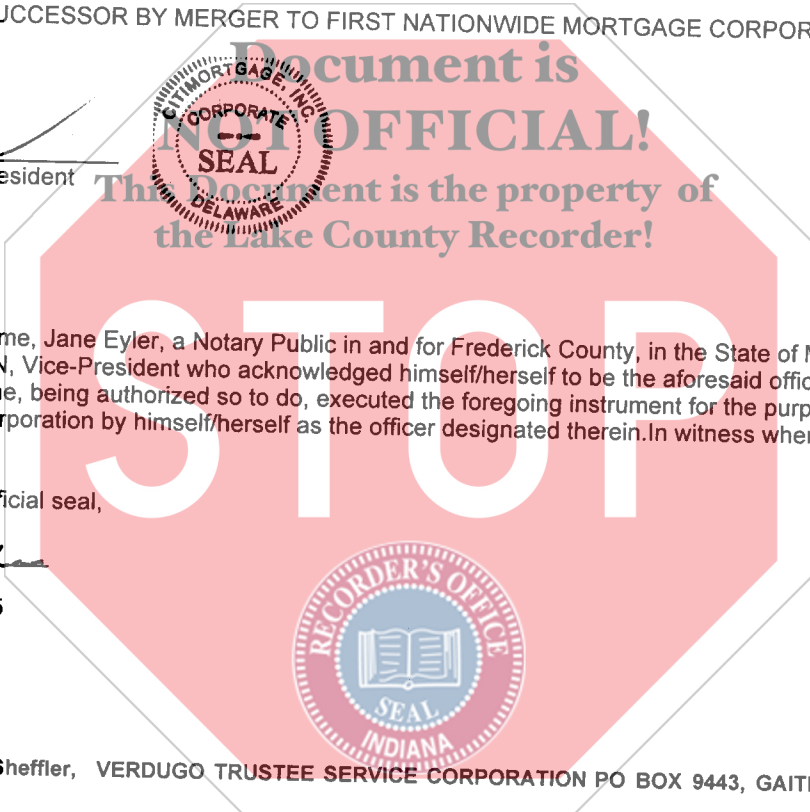 UCCESSOR BY MERGER TO FIRST NATIONWIDE MORTGAGE CORPOR
Document is
NOT OFFICIAL!
This Document is the property of
the Lake County Recorder!
CITIMORTGAGE, INC.
CORPORATE
SEAL
DELAWARE
esident
STOP
me, Jane Eyler, a Notary Public in and for Frederick County, in the State of M
N, Vice-President who acknowledged himself/herself to be the aforesaid offic
e, being authorized so to do, executed the foregoing instrument for the purp
rporation by himself/herself as the officer designated therein.In witness wher
ficial seal,
5
RECORDER'S OFFICE
SEAL
INDIANA
Sheffler, VERDUGO TRUSTEE SERVICE CORPORATION PO BOX 9443, GAITH